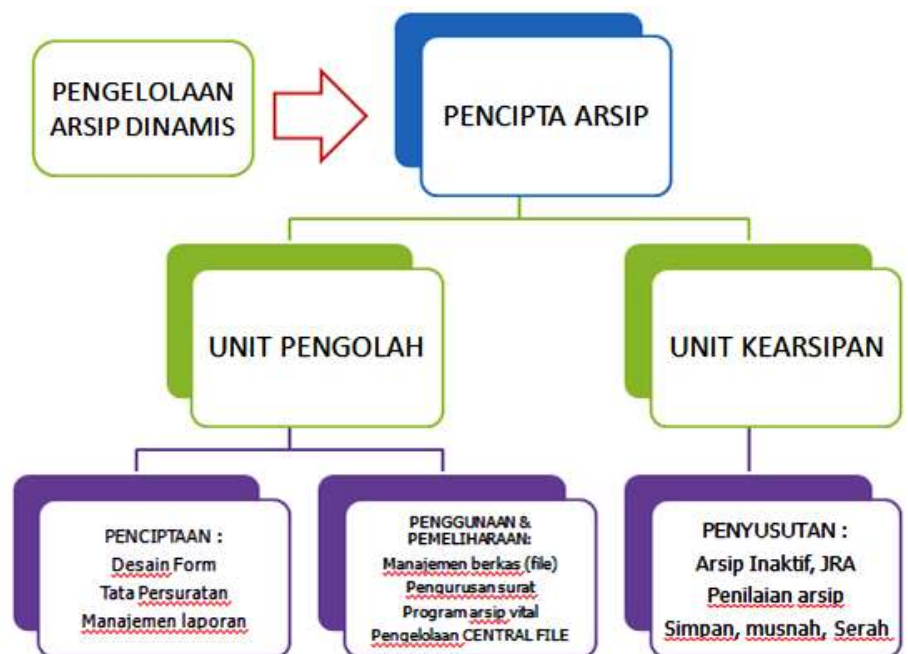 PENGELOLAAN
ARSIP DINAMIS
PENCIPTA ARSIP
UNIT PENGOLAH
UNIT KEARSIPAN
PENCIPTAAN :
Desain Form
Tata Persuratan
Manajemen laporan
PENGGUNAAN &
PEMELIHARAAN:
Manajemen berkas (file)
Pengurusan surat
Program arsip vital
Pengelolaan CENTRAL FILE
PENYUSUTAN :
Arsip Inaktif, JRA
Penilaian arsip
Simpan, musnah, Serah